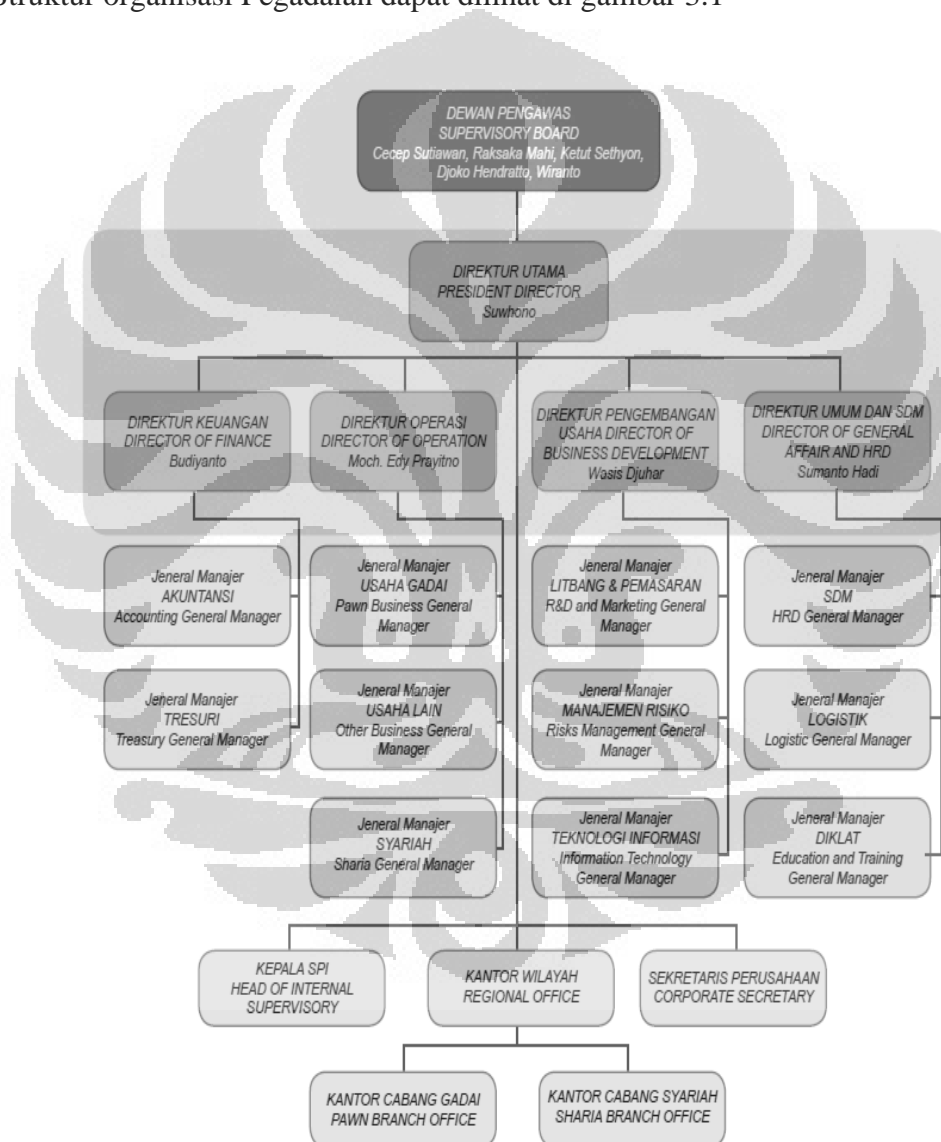 Struktur organisasi Pegadaian dapat dilihat di gambar 3.1
DEWAN PENGAWAS
SUPERVISORY BOARD
Cecep Sutiawan, Raksaka Mahi, Ketut Sethyon,
Djoko Hendratto, Wiranto
DIREKTUR UTAMA
PRESIDENT DIRECTOR
Suwhono
DIREKTUR KEUANGAN
DIRECTOR OF FINANCE
Budiyanto
DIREKTUR OPERASI
DIRECTOR OF OPERATION
Moch. Edy Prayitno
DIREKTUR PENGEMBANGAN
USAHA DIRECTOR OF
BUSINESS DEVELOPMENT
Wasis Djuhar
DIREKTUR UMUM DAN SDM
DIRECTOR OF GENERAL
AFFAIR AND HRD
Sumanto Hadi
Jeneral Manajer
AKUNTANSI
Accounting General Manager
Jeneral Manajer
USAHA GADAI
Pawn Business General
Manager
Jeneral Manajer
LITBANG & PEMASARAN
R&D and Marketing General
Manager
Jeneral Manajer
SDM
HRD General Manager
Jeneral Manajer
TRESURI
Treasury General Manager
Jeneral Manajer
USAHA LAIN
Other Business General
Manager
Jeneral Manajer
MANAJEMEN RISIKO
Risks Management General
Manager
Jeneral Manajer
LOGISTIK
Logistic General Manager
Jeneral Manajer
SYARIAH
Sharia General Manager
Jeneral Manajer
TEKNOLOGI INFORMASI
Information Technology
General Manager
Jeneral Manajer
DIKLAT
Education and Training
General Manager
KEPALA SPI
HEAD OF INTERNAL
SUPERVISORY
KANTOR WILAYAH
REGIONAL OFFICE
SEKRETARIS PERUSAHAAN
CORPORATE SECRETARY
KANTOR CABANG GADAI
PAWN BRANCH OFFICE
KANTOR CABANG SYARIAH
SHARIA BRANCH OFFICE